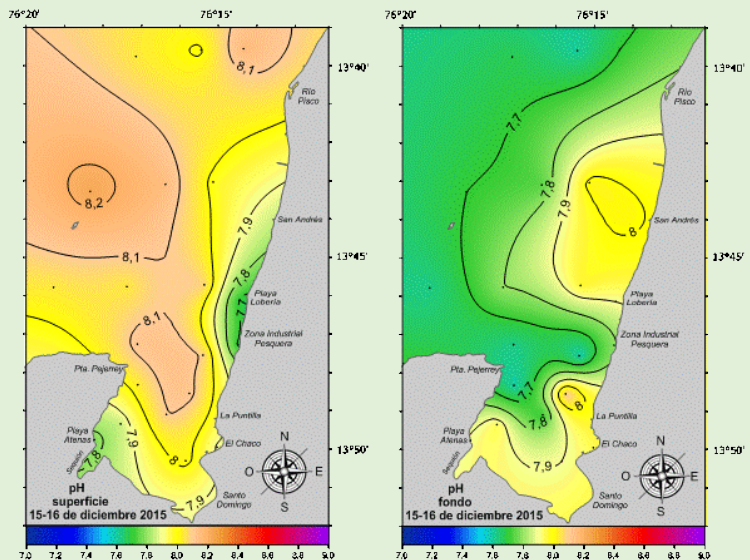 76°20' 76°15' 76°20' 76°15'
8,1
13°40'
Río
Pisco
8,2
7,9
San Andrés
8,1
13°45'
7,8
Playa
Lobería
7,7
8,1
Zona Industrial
Pesquera
Pta. Pejerrey
La Puntilla
Playa
Atenas
7,9
El Chaco
13°50'
8
7,8
Sequión
N
O E
S
7,9
Santo
Domingo
pH
superficie
15-16 de diciembre 2015
7.0 7.2 7.4 7.6 7.8 8.0 8.2 8.4 8.6 8.8 9.0
13°40'
Río
Pisco
7,7
7,8
7,9
8
San Andrés
13°45'
Playa
Lobería
Zona Industrial
Pesquera
Pta. Pejerrey
7,7
8
La Puntilla
7,8
Playa
Atenas
El Chaco
13°50'
7,9
Sequión
N
O E
S
Santo
Domingo
pH
fondo
15-16 de diciembre 2015
7.0 7.2 7.4 7.6 7.8 8.0 8.2 8.4 8.6 8.8 9.0